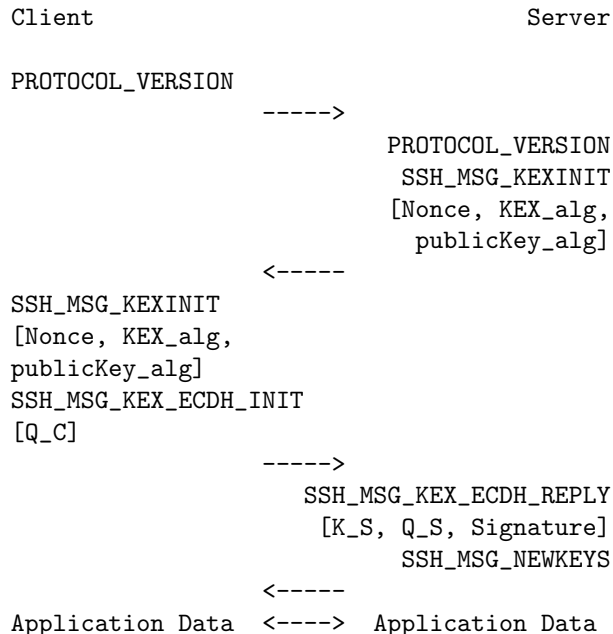 Client Server
PROTOCOL_VERSION
----->
PROTOCOL_VERSION
SSH_MSG_KEXINIT
[Nonce, KEX_alg,
publicKey_alg]
<-----
SSH_MSG_KEXINIT
[Nonce, KEX_alg,
publicKey_alg]
SSH_MSG_KEX_ECDH_INIT
[Q_C]
----->
SSH_MSG_KEX_ECDH_REPLY
[K_S, Q_S, Signature]
SSH_MSG_NEWKEYS
<-----
Application Data <----> Application Data